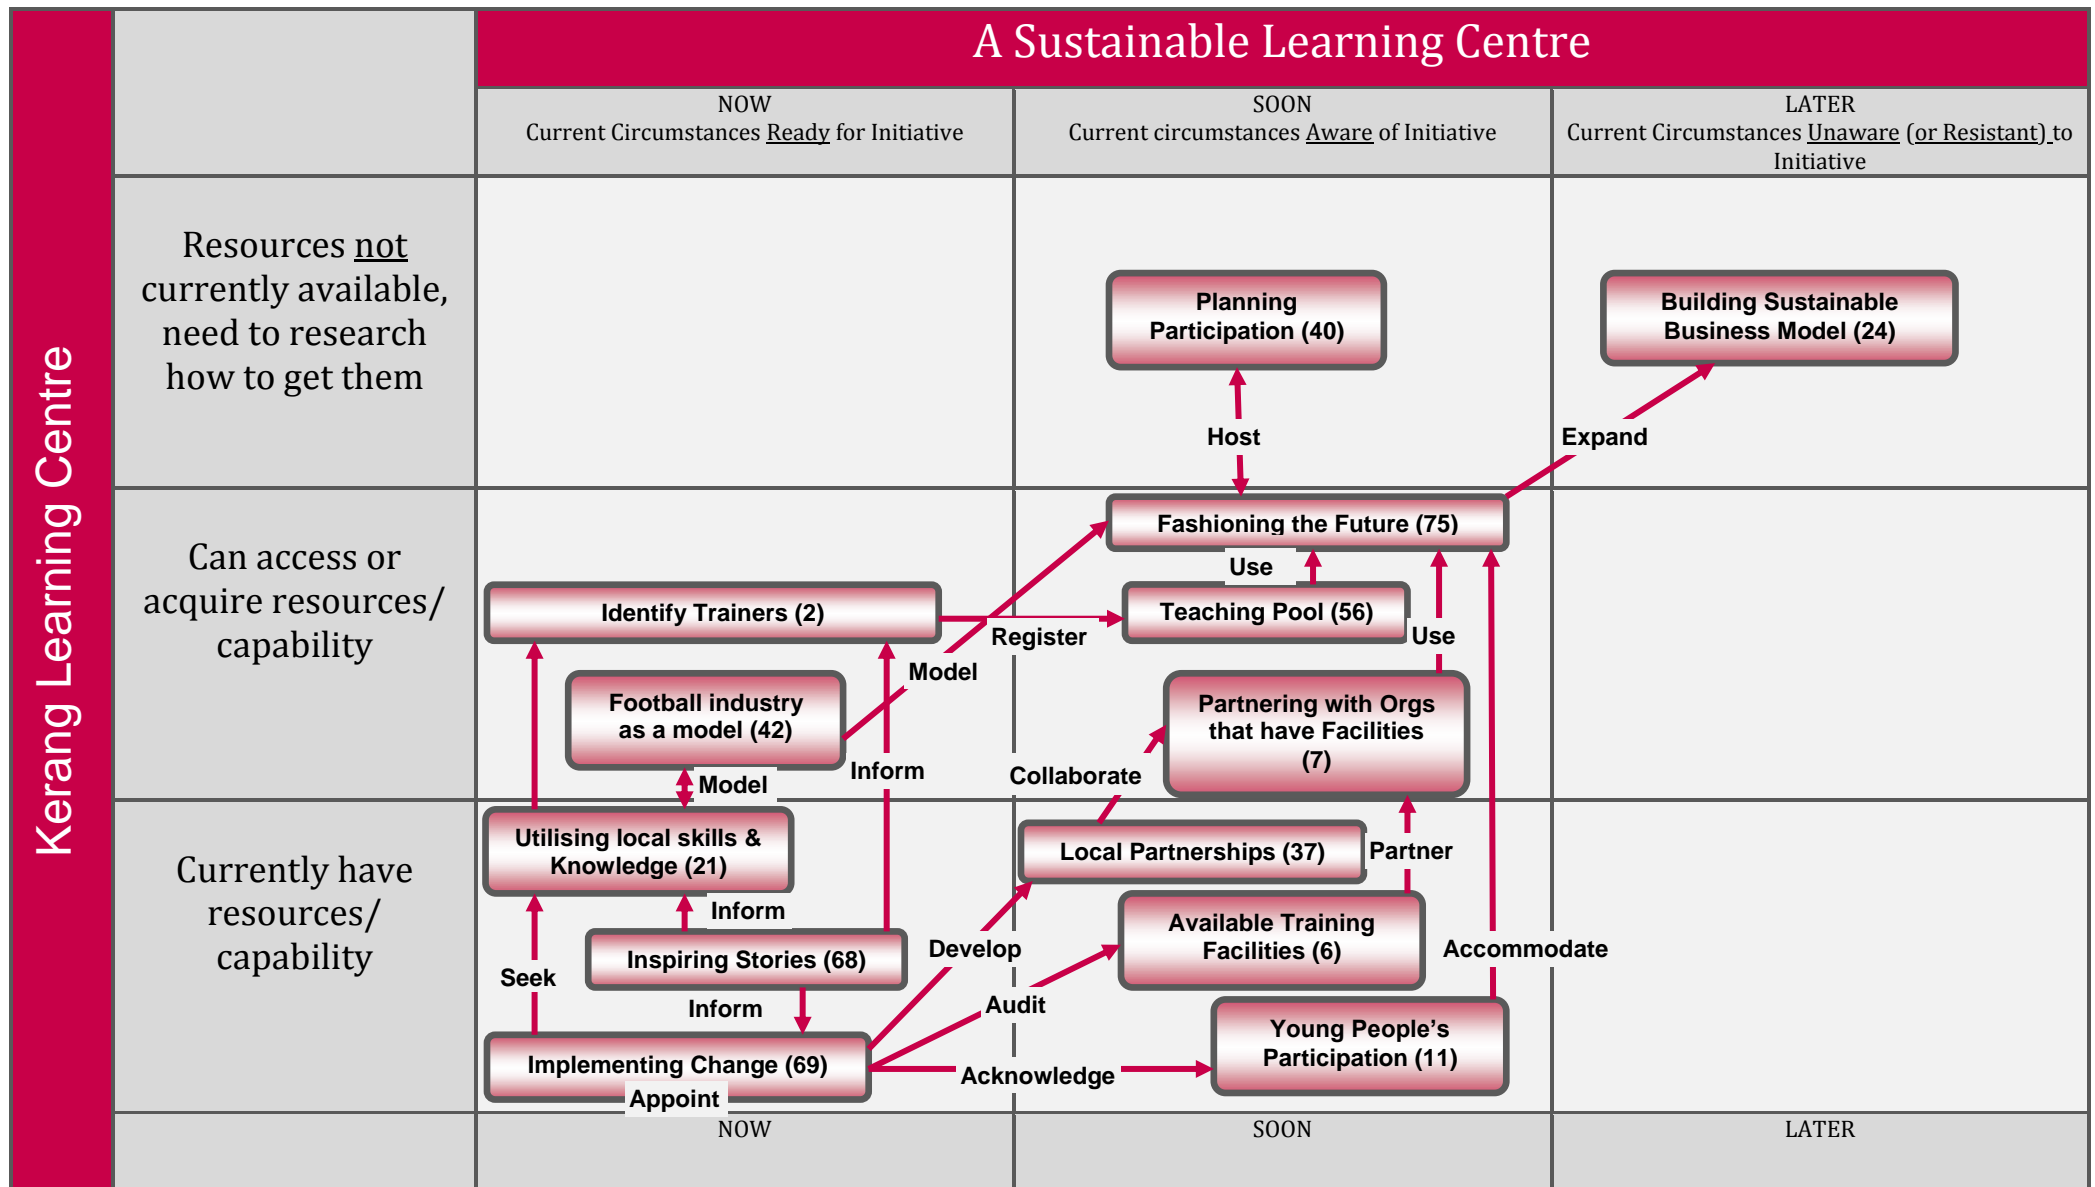 Kerang Learning Centre
A Sustainable Learning Centre
NOW
Current Circumstances Ready for Initiative
SOON
Current circumstances Aware of Initiative
LATER
Current Circumstances Unaware (or Resistant) to
Initiative
Resources not
currently available,
need to research
how to get them
Planning
Participation (40)
Building Sustainable
Business Model (24)
Host
Expand
Can access or
acquire resources/
capability
Fashioning the Future (75)
Use
Identify Trainers (2)
Register
Teaching Pool (56)
Use
Model
Football industry
as a model (42)
Partnering with Orgs
that have Facilities
(7)
Inform
Collaborate
Model
Currently have
resources/
capability
Utilising local skills &
Knowledge (21)
Local Partnerships (37)
Partner
Inform
Available Training
Facilities (6)
Develop
Accommodate
Inspiring Stories (68)
Seek
Inform
Audit
Young People’s
Participation (11)
Implementing Change (69)
Acknowledge
Appoint
NOW
SOON
LATER